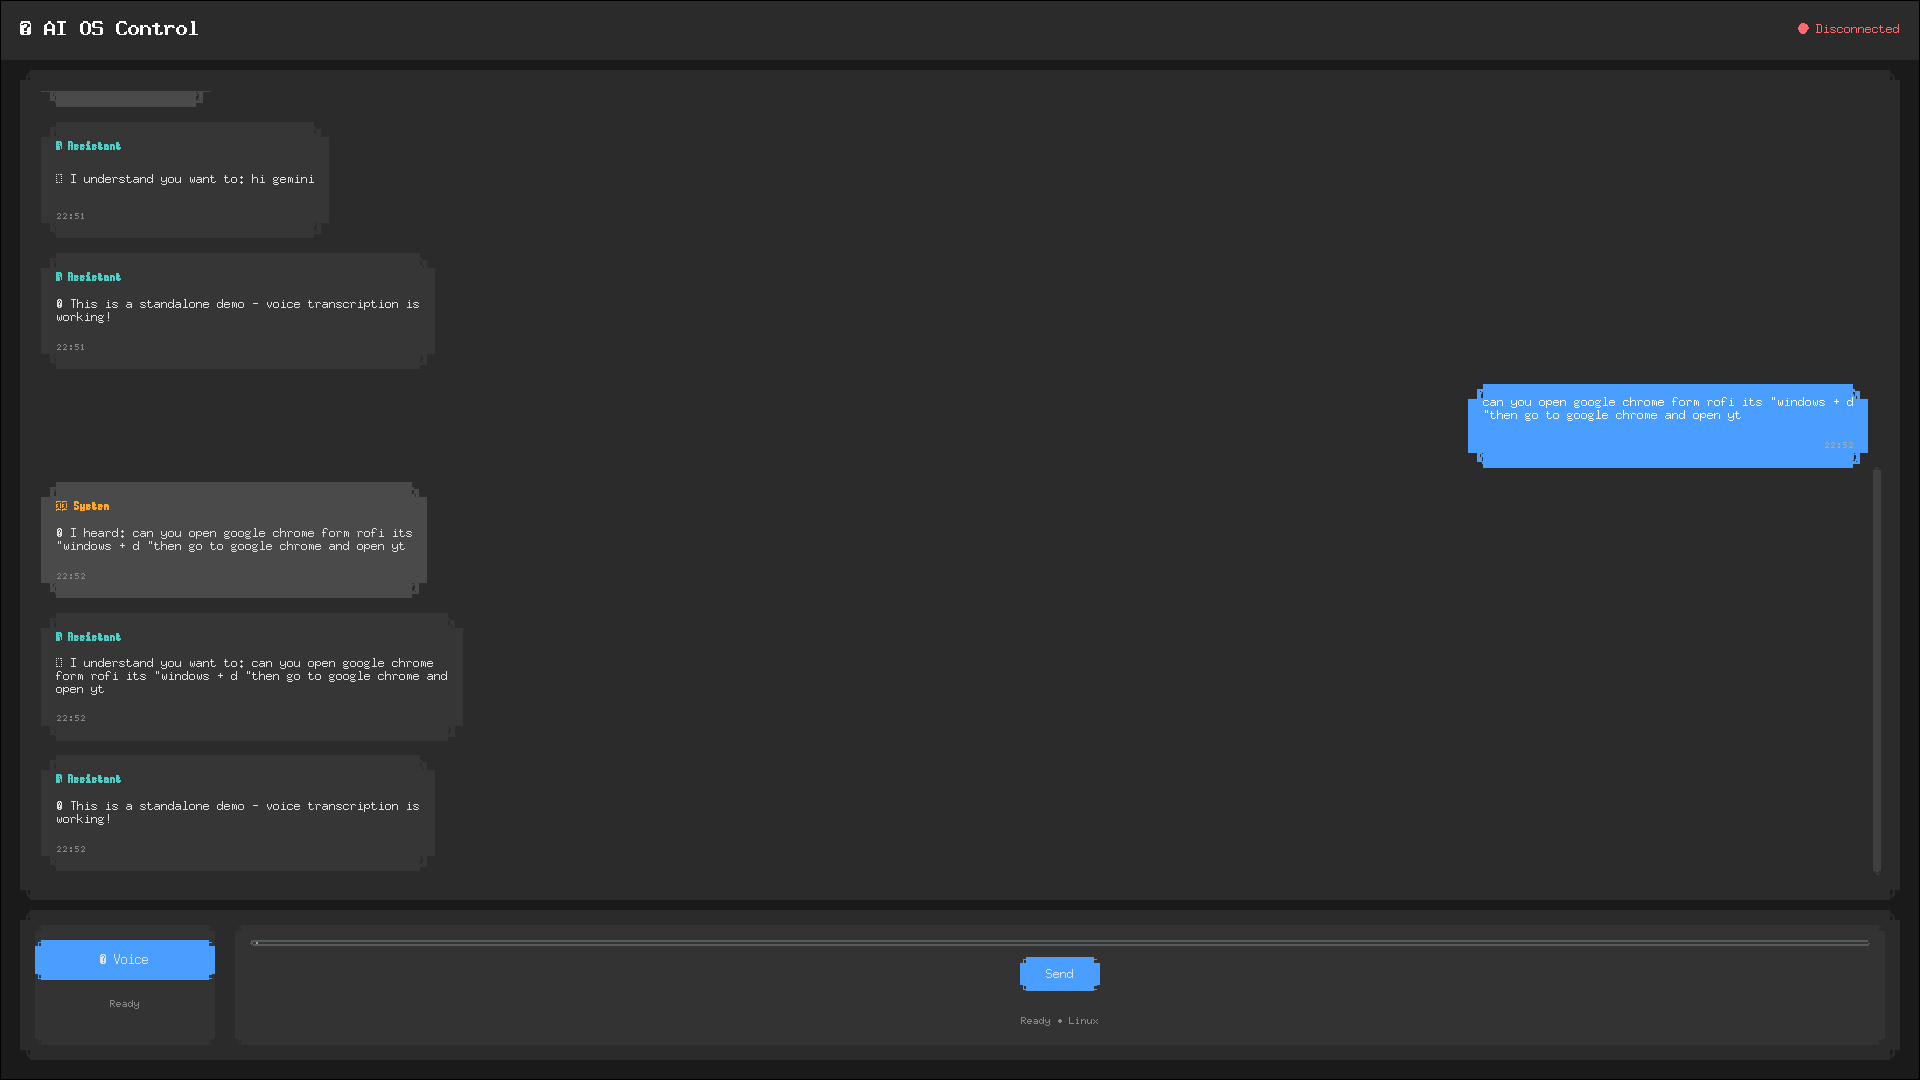 AI OS Control
Disconnected
Assistant
I understand you want to: hi gemini
22:51
Assistant
This is a standalone demo - voice transcription is
working!
22:51
can you open google chrome form rofi its "windows + d
"then go to google chrome and open yt
22:52
System
I heard: can you open google chrome form rofi its
"windows + d "then go to google chrome and open yt
22:52
Assistant
I understand you want to: can you open google chrome
form rofi its "windows + d "then go to google chrome and
open yt
22:52
Assistant
This is a standalone demo - voice transcription is
working!
22:52
Voice
Ready
Send
Ready • Linux